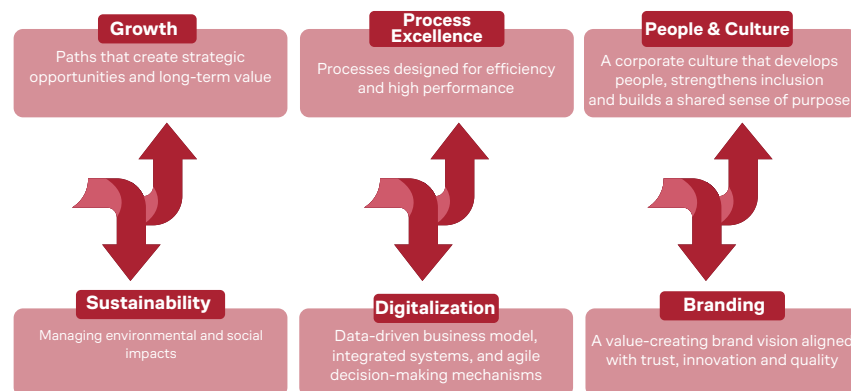 Growth
Paths that create strategic
opportunities and long-term value
Process
Excellence
Processes designed for efficiency
and high performance
People & Culture
A corporate culture that develops
people, strengthens inclusion
and builds a shared sense of purpose
Sustainability
Managing environmental and social
impacts
Digitalization
Data-driven business model,
integrated systems, and agile
decision-making mechanisms
Branding
A value-creating brand vision aligned
with trust, innovation and quality